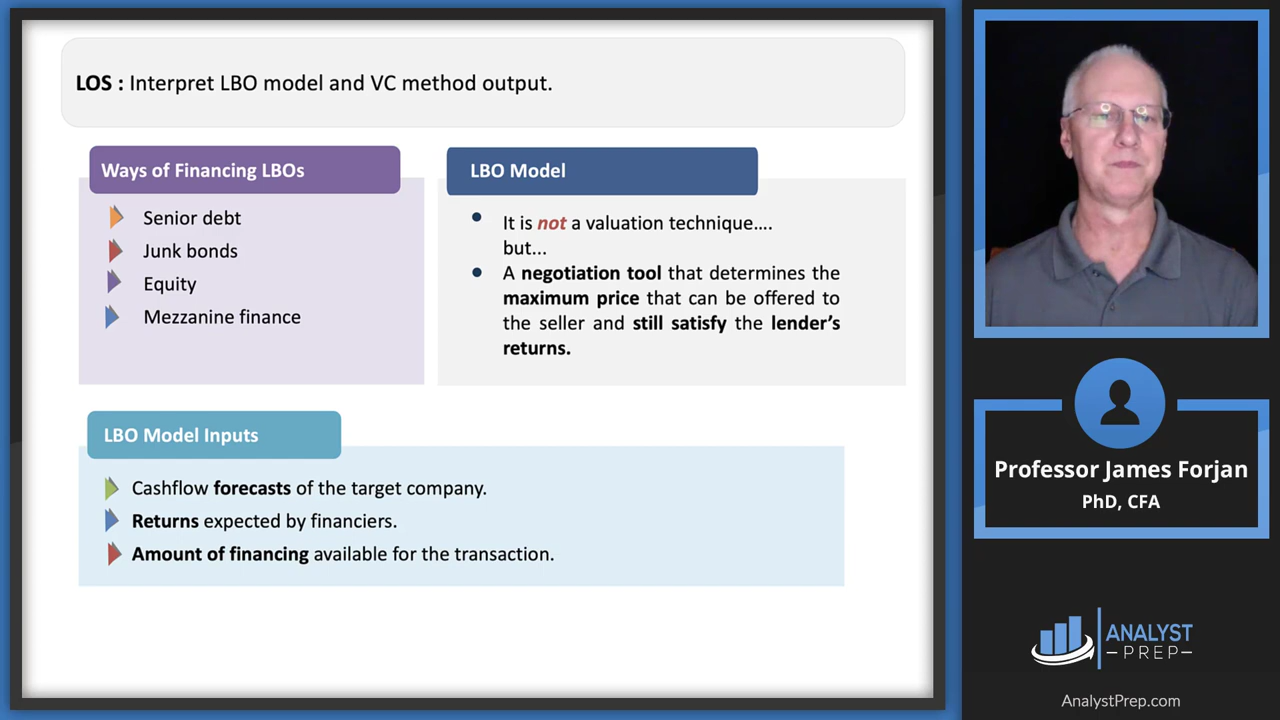 LOS : Interpret LBO model and VC method output.
Ways of Financing LBOs
Senior debt
Junk bonds
Equity
Mezzanine finance
LBO Model
It is not a valuation technique....
but...
A negotiation tool that determines the
maximum price that can be offered to
the seller and still satisfy the lender’s
returns.
LBO Model Inputs
Cashflow forecasts of the target company.
Returns expected by financiers.
Amount of financing available for the transaction.
Professor James Forjan
PhD, CFA
ANALYST
–PREP–
AnalystPrep.com